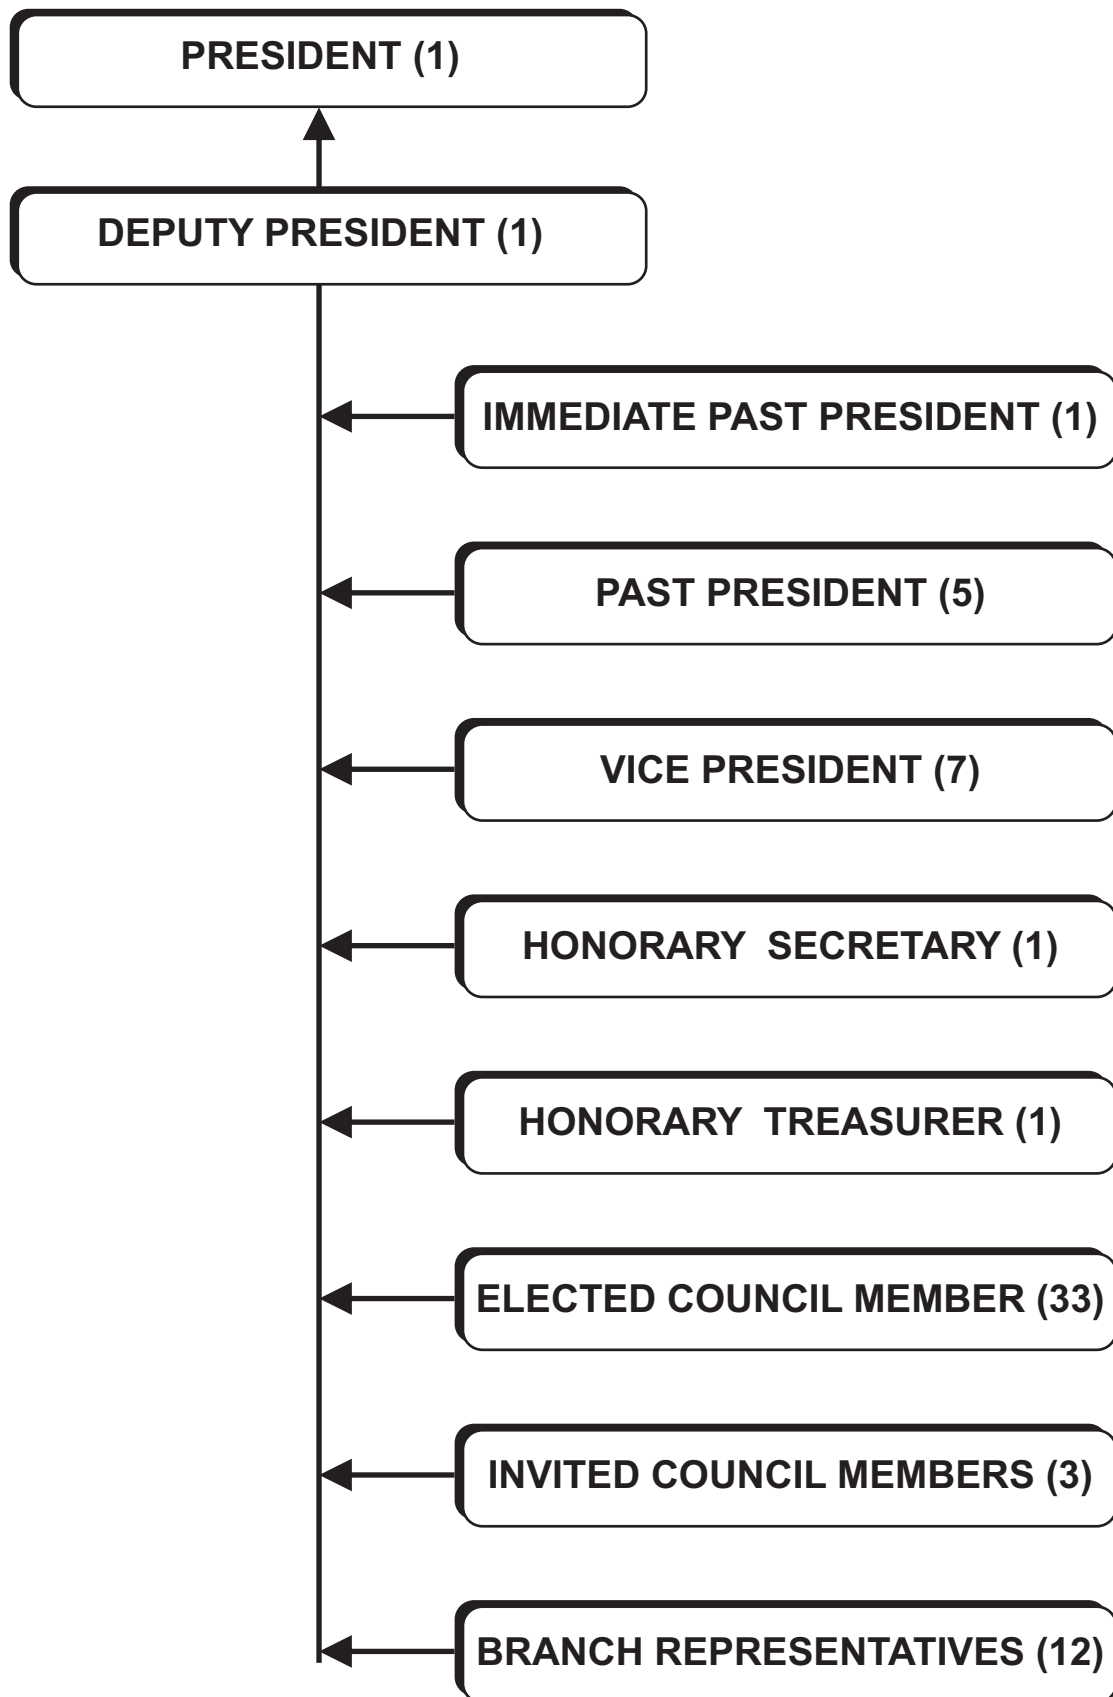 PRESIDENT (1)
DEPUTY PRESIDENT (1)
IMMEDIATE PAST PRESIDENT (1)
PAST PRESIDENT (5)
VICE PRESIDENT (7)
HONORARY  SECRETARY (1)
HONORARY  TREASURER (1)
ELECTED COUNCIL MEMBER (33)
INVITED COUNCIL MEMBERS (3)
BRANCH REPRESENTATIVES (12)